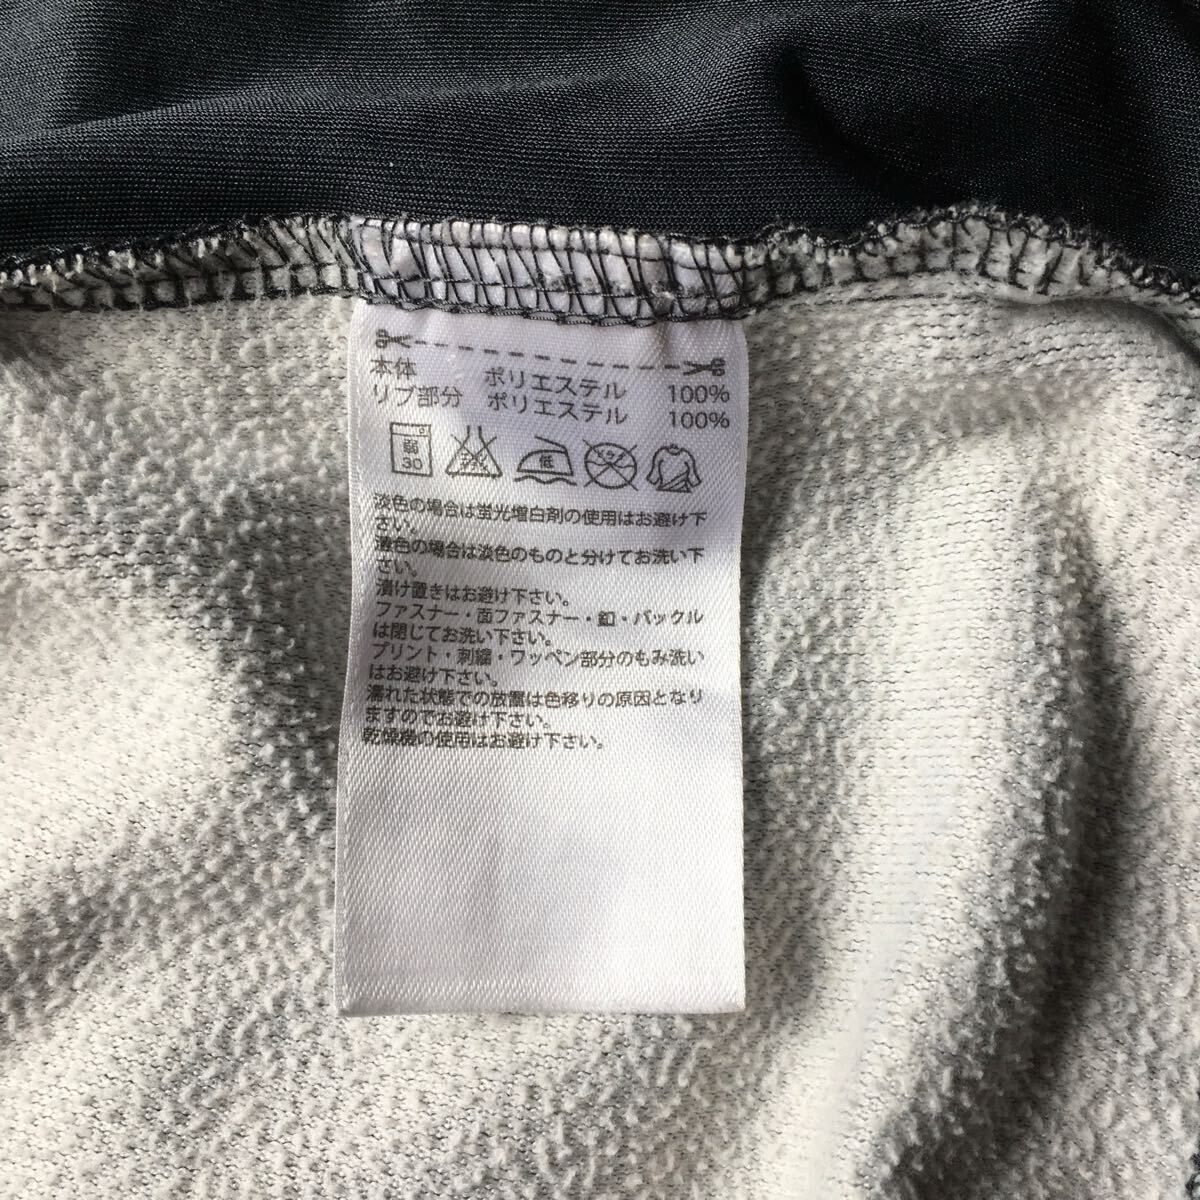 本体 ポリエステル 100%
リブ部分 ポリエステル 100%
弱 30 低
淡色の場合は蛍光増白剤の使用はお避け下
さい。
濃色の場合は淡色のものと分けてお洗い下
さい。
漬け置きはお避け下さい。
ファスナー・面ファスナー・釦・バックル
は閉じてお洗い下さい。
プリント・刺繍・ワッペン部分のもみ洗い
はお避け下さい。
濡れた状態での放置は色移りの原因となり
ますのでお避け下さい。
乾燥機の使用はお避け下さい。